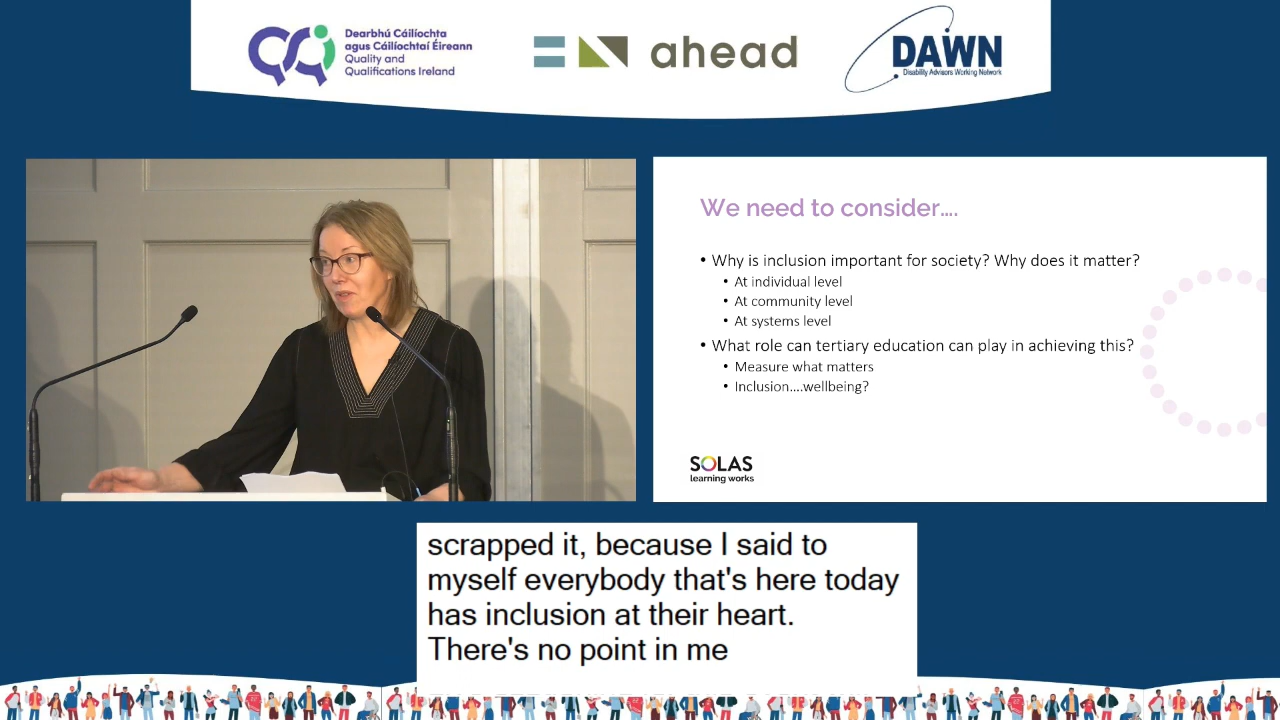 Dearbhú Cáilíochta
agus Cáilíochtaí Éireann
Quality and
Qualifications Ireland
ahead
DAWN
Disability Advisors Working Network
We need to consider....
• Why is inclusion important for society? Why does it matter?
• At individual level
• At community level
• At systems level
• What role can tertiary education can play in achieving this?
• Measure what matters
• Inclusion....wellbeing?
SOLAS
learning works
scrapped it, because I said to
myself everybody that's here today
has inclusion at their heart.
There's no point in me